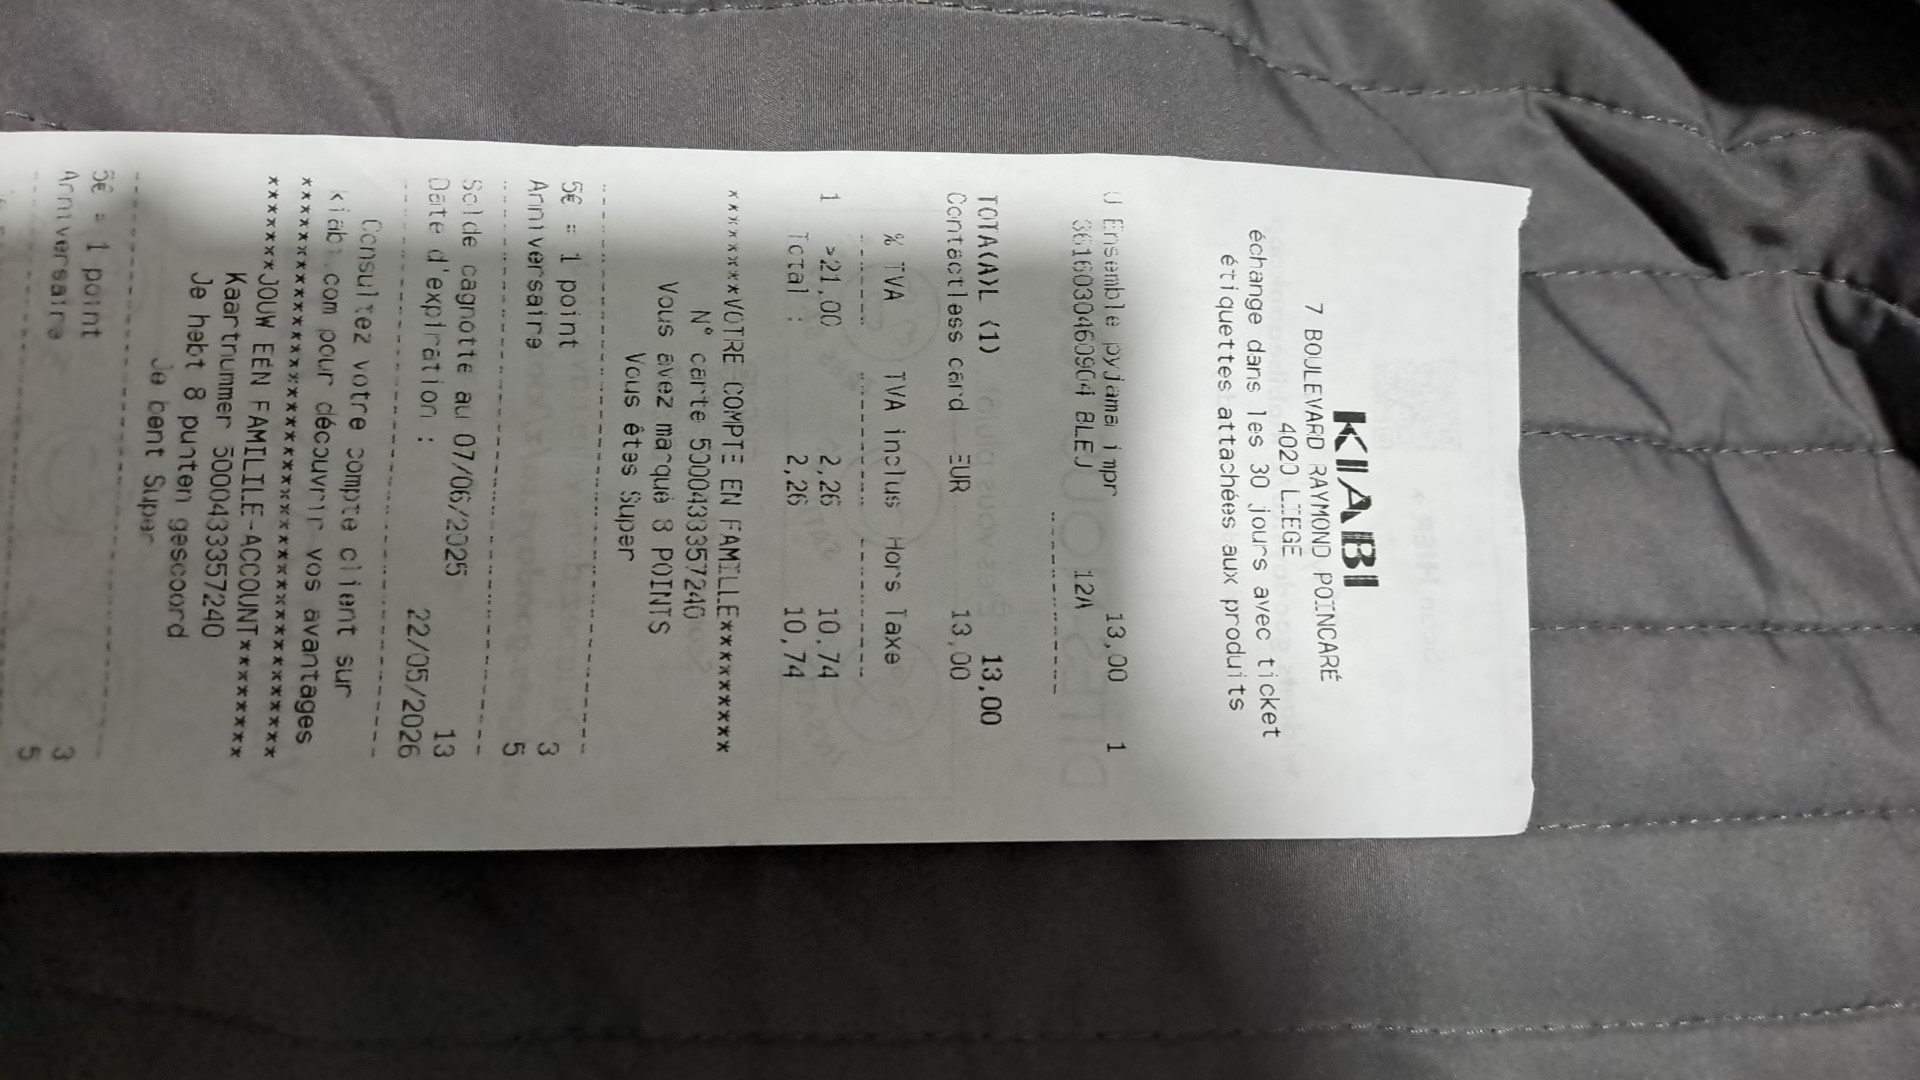 KIABI
7 BOULEVARD RAYMOND POINCARÉ
4020 LIEGE
échange dans les 30 jours avec ticket
étiquettes attachées aux produits
U Ensemble pyjama impr 13,00 1
3616030460904 BLEU 12A
TOTA(A)L (1) 13,00
Contactless card EUR 13,00
% TVA TVA inclus Hors Taxe
1 >21,00 2,26 10,74
Total : 2,26 10,74
********VOTRE COMPTE EN FAMILLE**********
N° carte 5000433357240
Vous avez marqué 8 POINTS
Vous êtes Super
5€ = 1 point 3
Anniversaire 5
Solde cagnotte au 07/06/2025 13
Date d'expiration : 22/05/2026
Consultez votre compte client sur
kiabi.com pour découvrir vos avantages
*****************************************
*******JOUW EEN FAMILILE-ACCOUNT*********
Kaartnummer 5000433357240
Je hebt 8 punten gescoord
Je bent Super
5€ = 1 point 3
Anniversaire 5